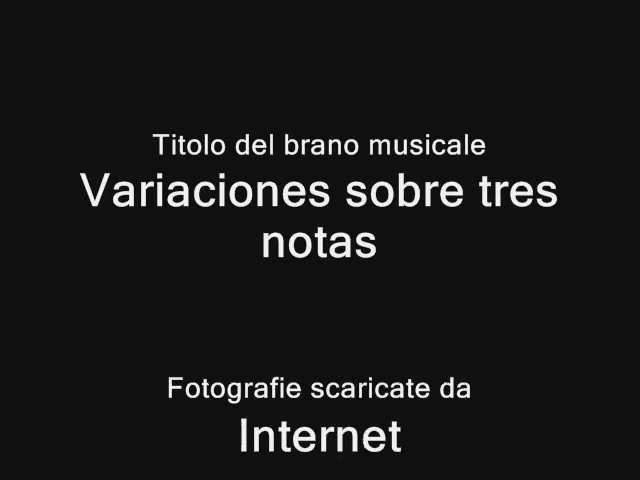 Titolo del brano musicale
Variaciones sobre tres
notas
Fotografie scaricate da
Internet